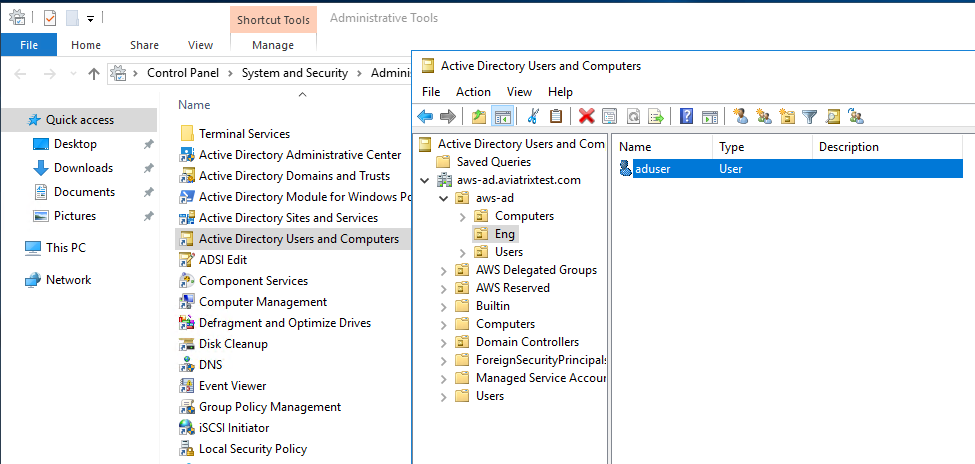 Shortcut Tools Administrative Tools
File Home Share View Manage
Control Panel System and Security Adminis
Quick access
Desktop
Downloads
Documents
Pictures
This PC
Network
Name
Terminal Services
Active Directory Administrative Center
Active Directory Domains and Trusts
Active Directory Module for Windows Po
Active Directory Sites and Services
Active Directory Users and Computers
ADSI Edit
Component Services
Computer Management
Defragment and Optimize Drives
Disk Cleanup
DNS
Event Viewer
Group Policy Management
iSCSI Initiator
Local Security Policy
Active Directory Users and Computers
File Action View Help
Active Directory Users and Com
Saved Queries
aws-ad.aviatrixtest.com
aws-ad
Computers
Eng
Users
AWS Delegated Groups
AWS Reserved
Builtin
Computers
Domain Controllers
ForeignSecurityPrincipals
Managed Service Accour
Users
Name Type Description
aduser User